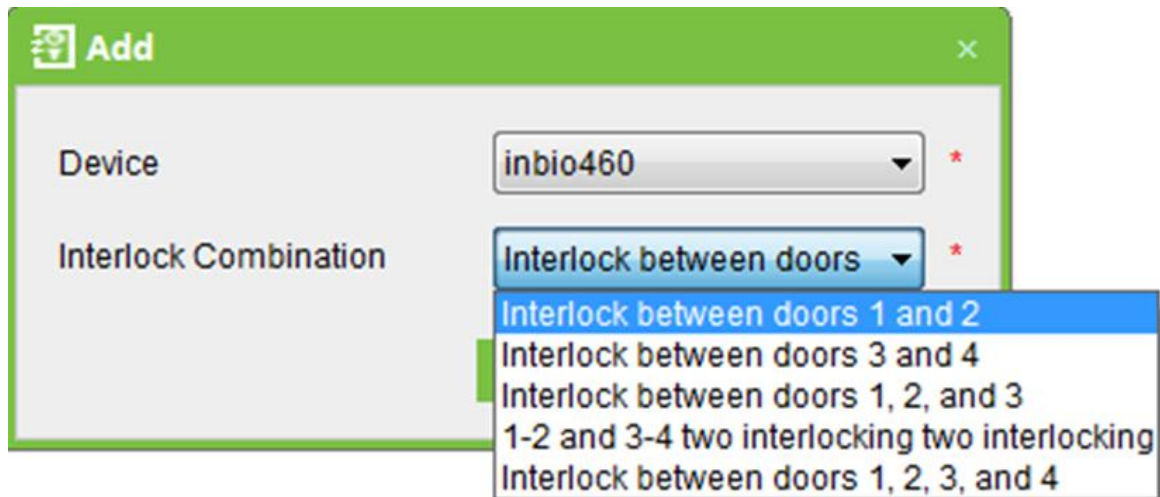 Add
Device
inbio460
*
Interlock Combination
Interlock between doors
*
Interlock between doors 1 and 2
Interlock between doors 3 and 4
Interlock between doors 1, 2, and 3
1-2 and 3-4 two interlocking two interlocking
Interlock between doors 1, 2, 3, and 4